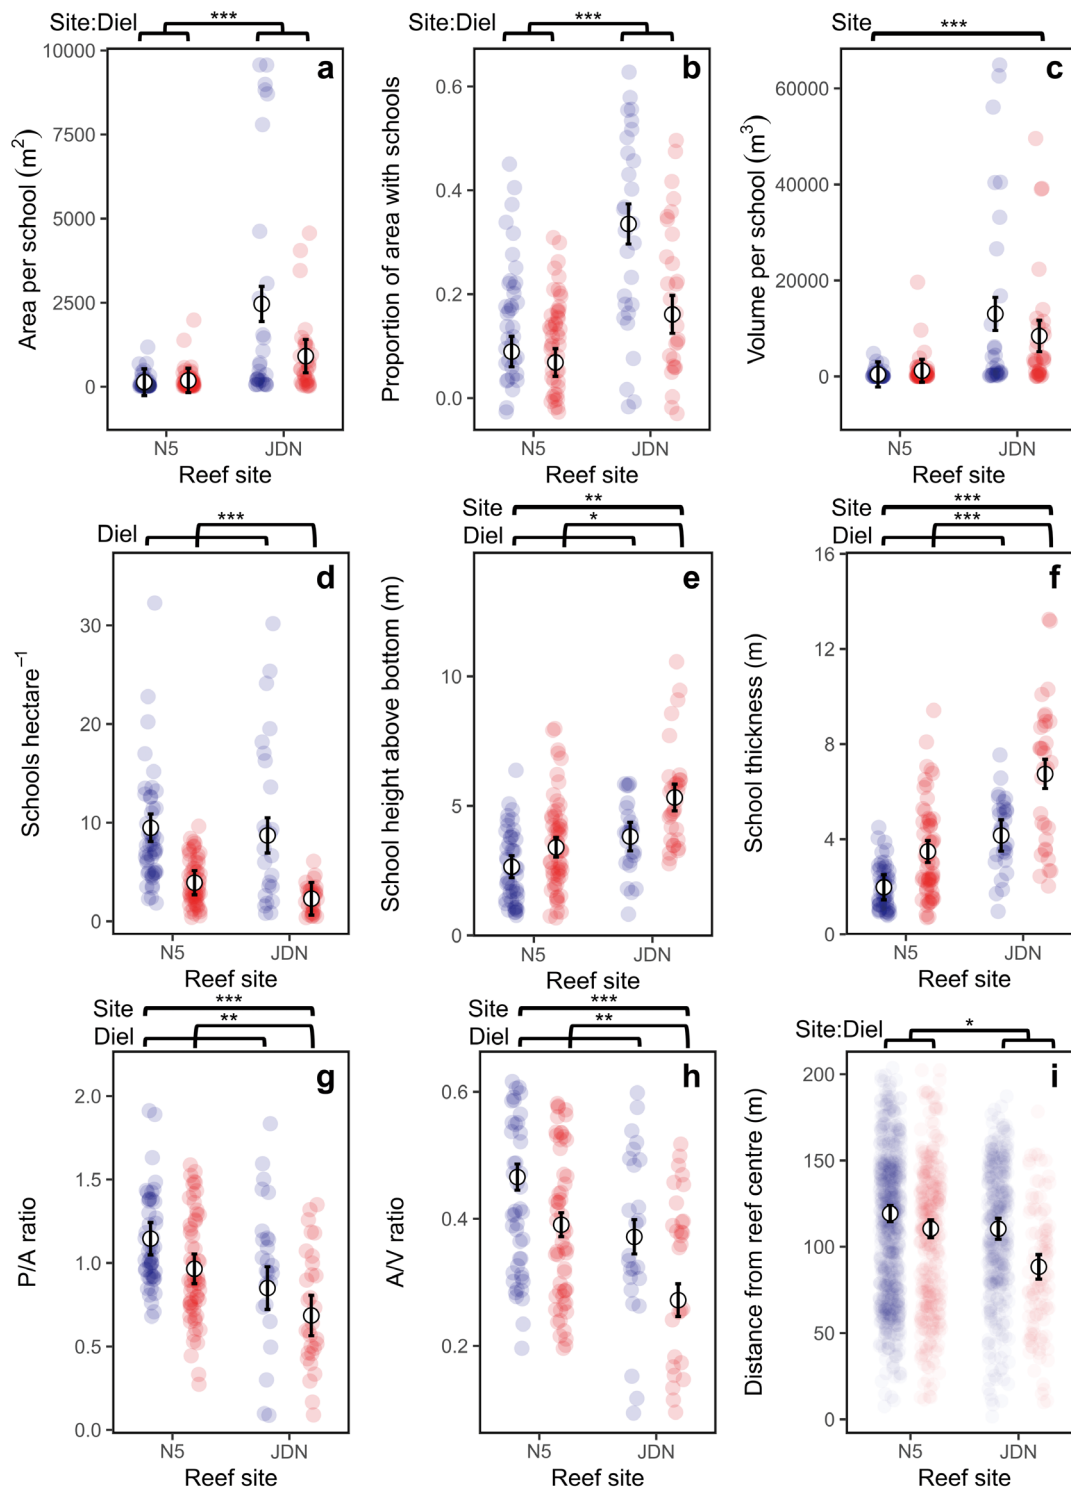 Site:Diel
***
a
Area per school (m²)
10000
7500
5000
2500
0
N5
JDN
Reef site
Site:Diel
***
b
Proportion of area with schools
0.6
0.4
0.2
0.0
N5
JDN
Reef site
Site
***
c
Volume per school (m³)
60000
40000
20000
0
N5
JDN
Reef site
Diel
***
d
Schools hectare⁻¹
30
20
10
0
N5
JDN
Reef site
Site
**
Diel
*
e
School height above bottom (m)
10
5
0
N5
JDN
Reef site
Site
***
Diel
***
f
School thickness (m)
16
12
8
4
0
N5
JDN
Reef site
Site
***
Diel
**
g
P/A ratio
2.0
1.5
1.0
0.5
0.0
N5
JDN
Reef site
Site
***
Diel
**
h
A/V ratio
0.6
0.4
0.2
N5
JDN
Reef site
Site:Diel
*
i
Distance from reef centre (m)
200
150
100
50
0
N5
JDN
Reef site